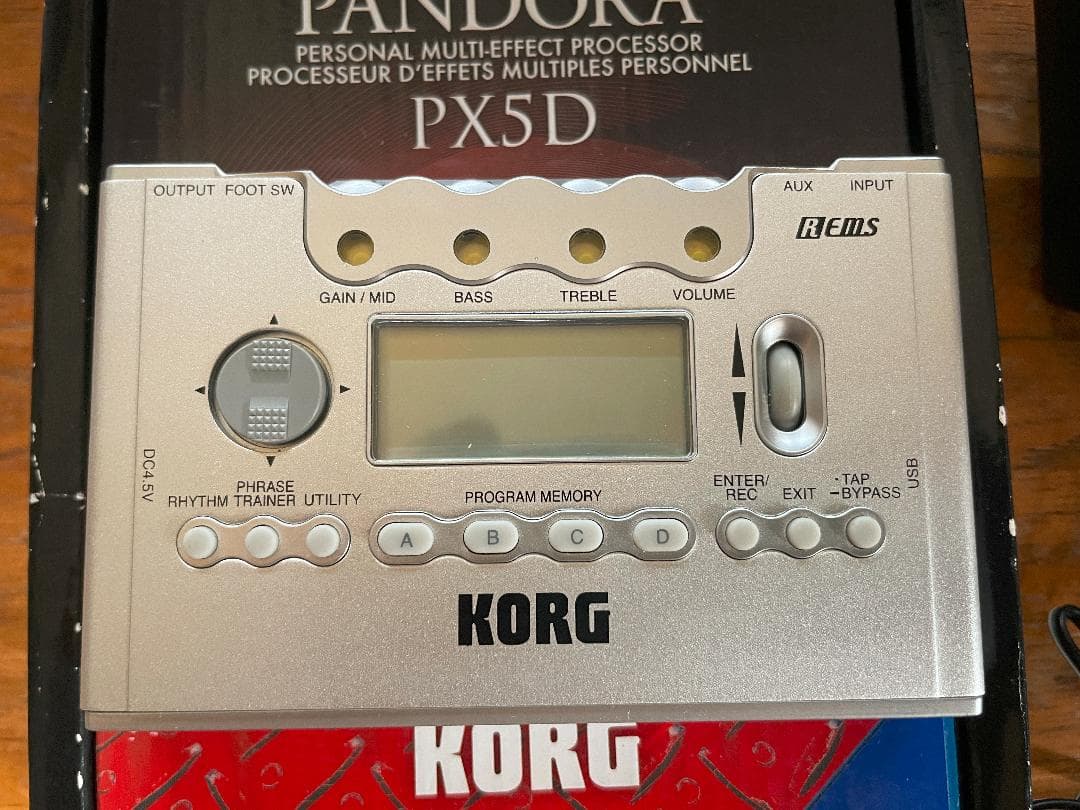 PANDORA
PERSONAL MULTI-EFFECT PROCESSOR
PROCESSEUR D'EFFETS MULTIPLES PERSONNEL
PX5D
OUTPUT FOOT SW
AUX INPUT
REMS
GAIN / MID BASS TREBLE VOLUME
DC4.5V
USB
RHYTHM PHRASE TRAINER UTILITY
PROGRAM MEMORY
ENTER/
REC EXIT
· TAP
–BYPASS
A B C D
KORG
KORG